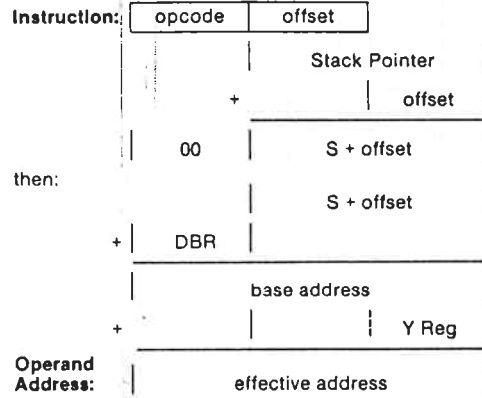 Instruction: opcode offset
Stack Pointer
+ offset
00 S + offset
then:
S + offset
+ DBR
base address
+ Y Reg
Operand
Address: effective address